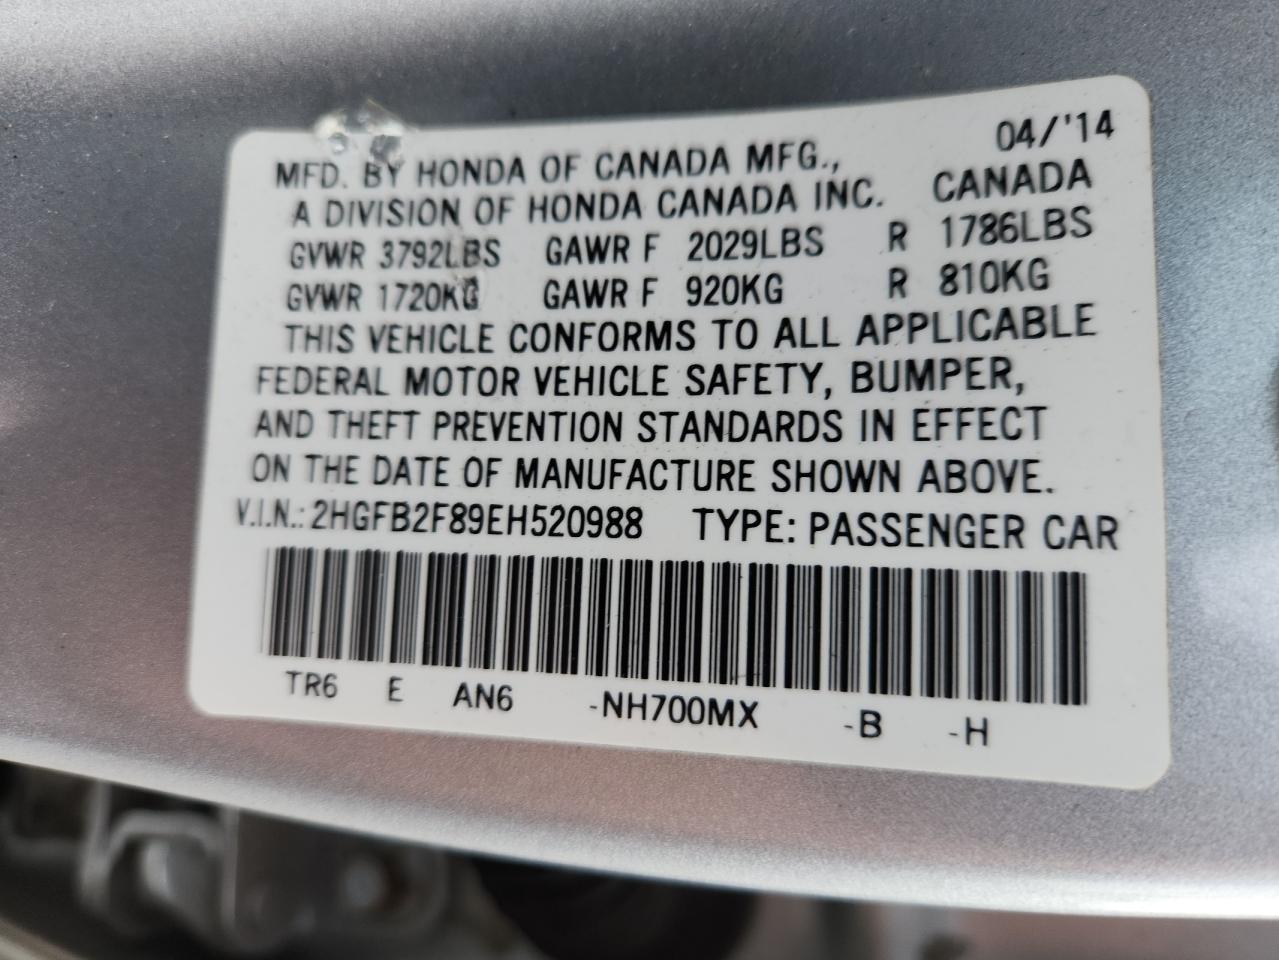 04/'14
MFD. BY HONDA OF CANADA MFG.,
A DIVISION OF HONDA CANADA INC. CANADA
GVWR 3792LBS GAWR F 2029LBS R 1786LBS
GVWR 1720KG GAWR F 920KG R 810KG
THIS VEHICLE CONFORMS TO ALL APPLICABLE
FEDERAL MOTOR VEHICLE SAFETY, BUMPER,
AND THEFT PREVENTION STANDARDS IN EFFECT
ON THE DATE OF MANUFACTURE SHOWN ABOVE.
V.I.N.: 2HGFB2F89EH520988 TYPE: PASSENGER CAR
TR6 E AN6 -NH700MX -B -H